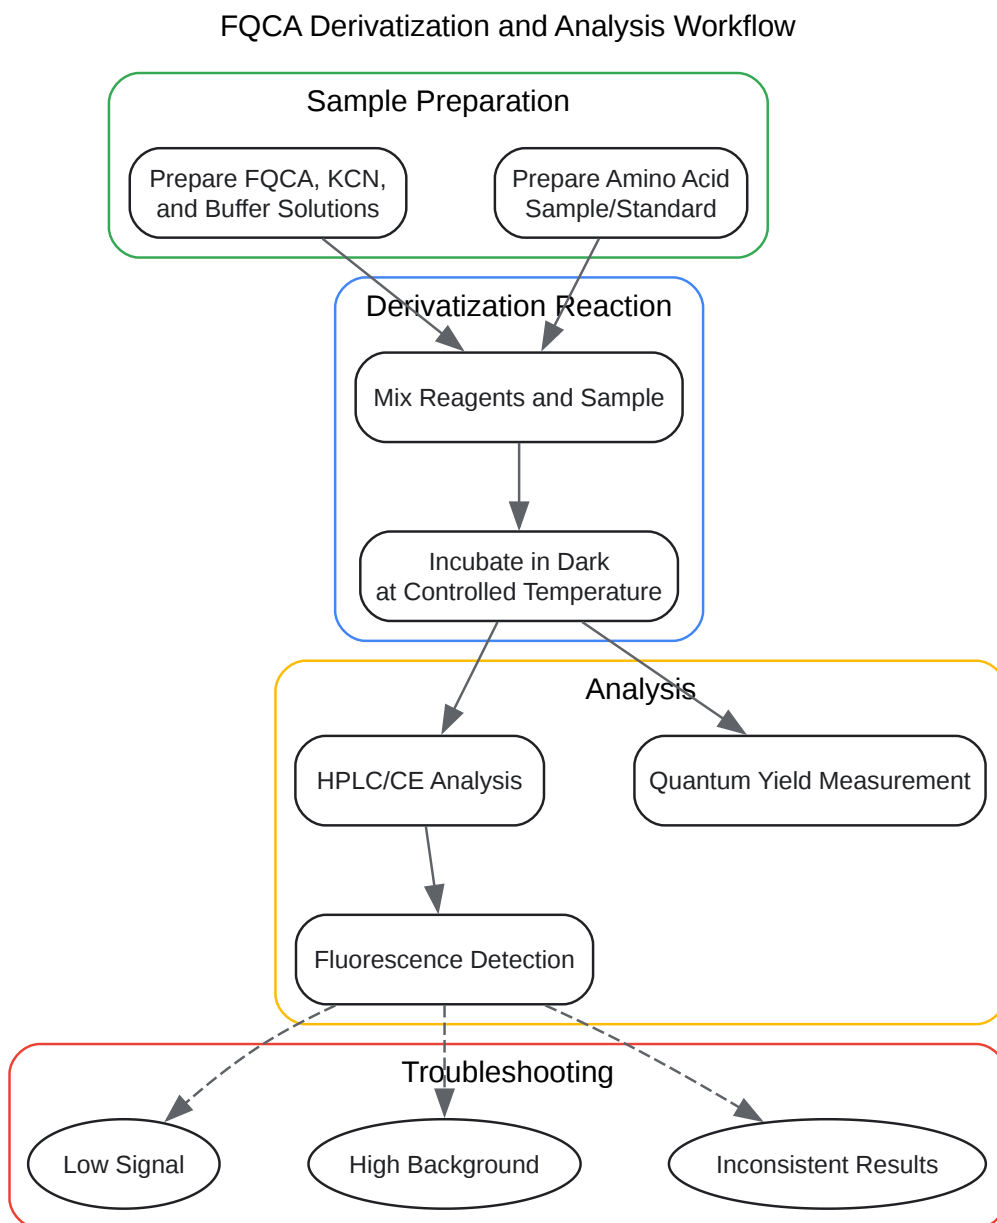 FQCA Derivatization and Analysis Workflow
Sample Preparation
Prepare FQCA, KCN,
and Buffer Solutions
Prepare Amino Acid
Sample/Standard
Derivatization Reaction
Mix Reagents and Sample
Incubate in Dark
at Controlled Temperature
Analysis
HPLC/CE Analysis
Quantum Yield Measurement
Fluorescence Detection
Troubleshooting
Low Signal
High Background
Inconsistent Results